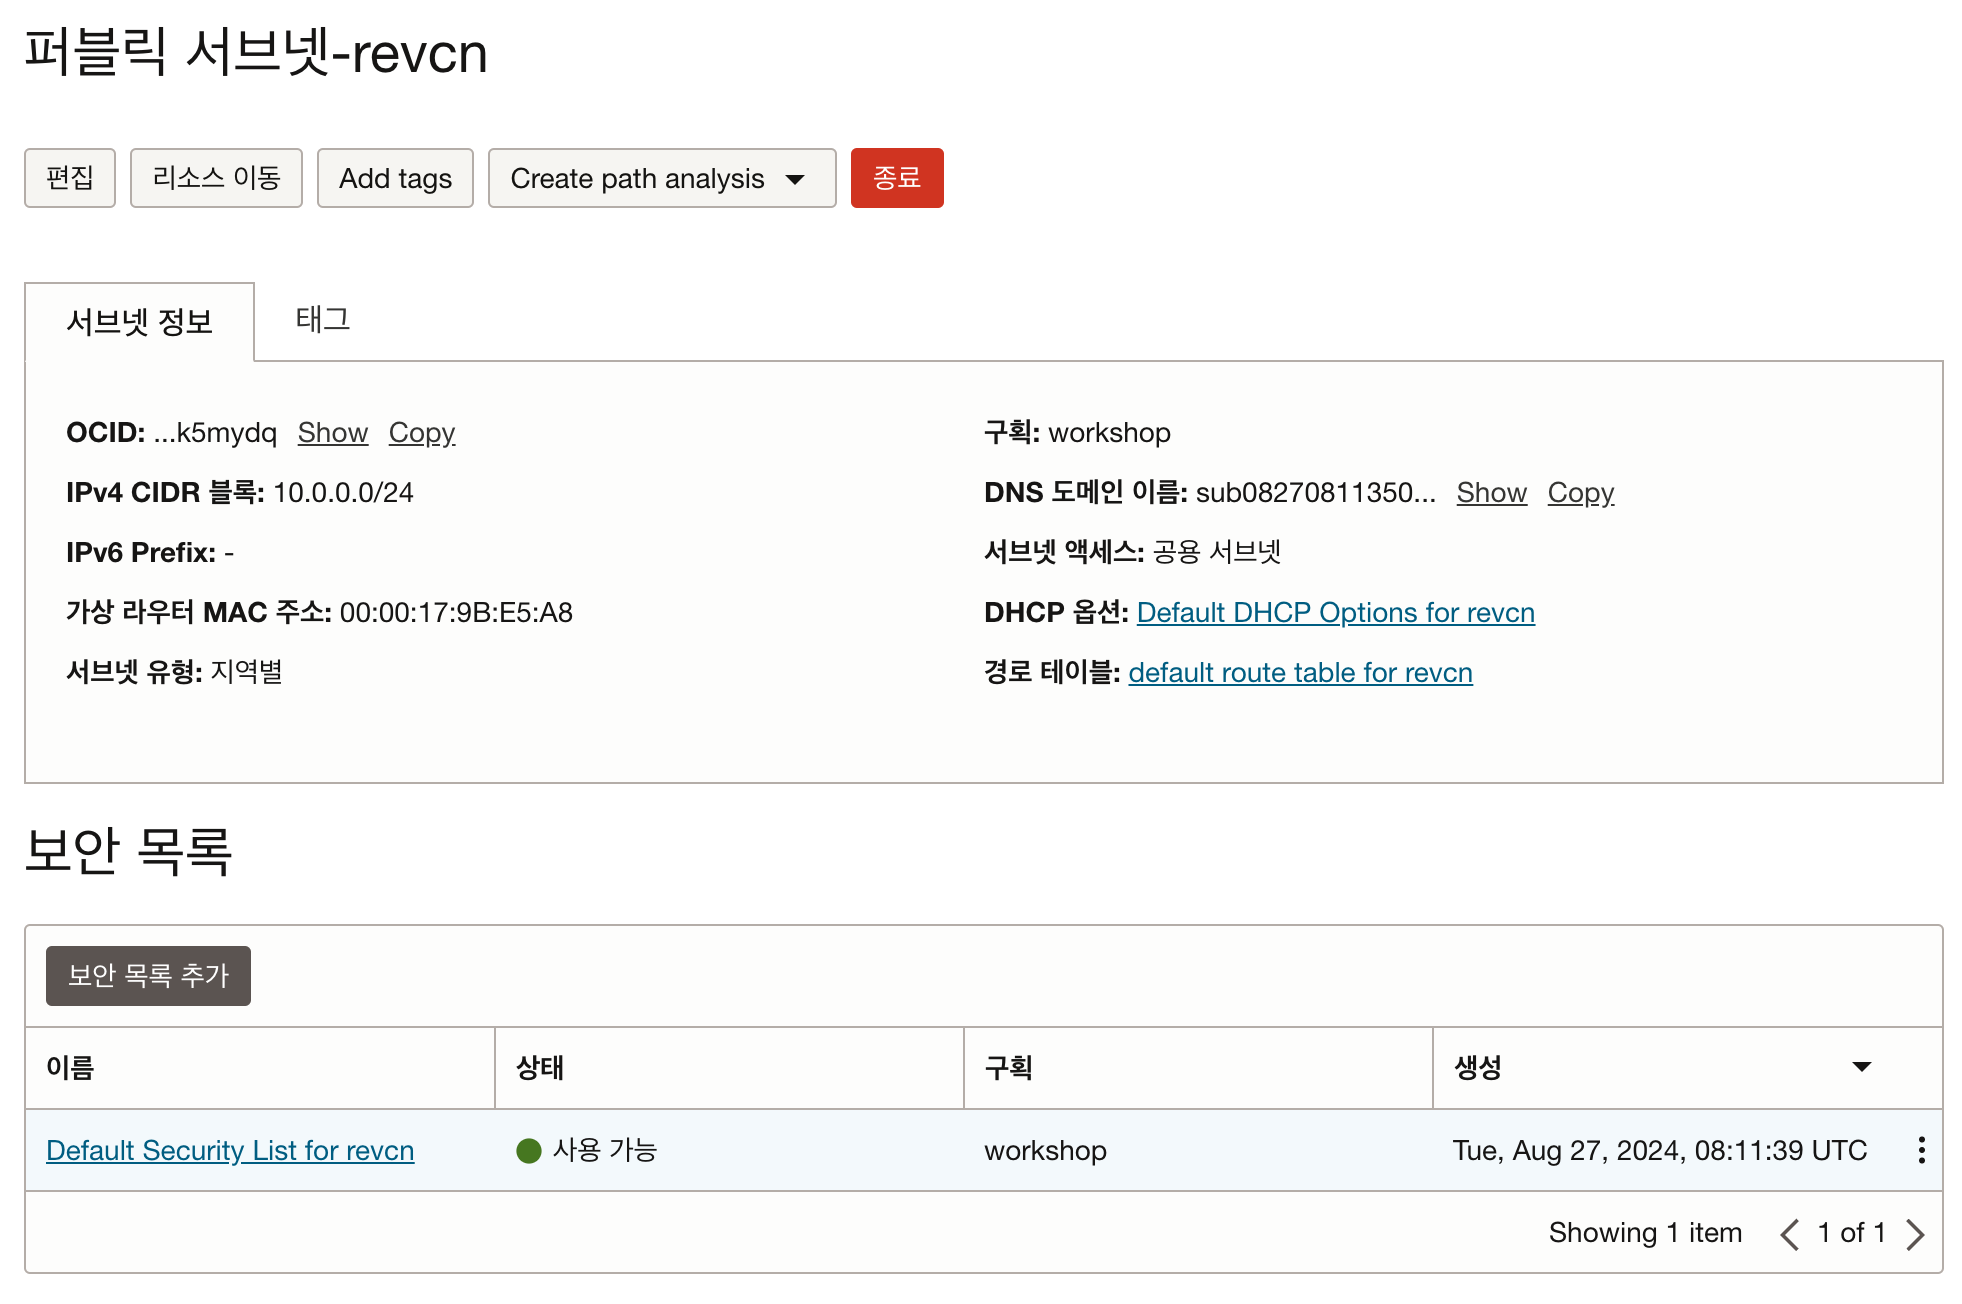 퍼블릭 서브넷-revcn
편집 리소스 이동 Add tags Create path analysis 종료
서브넷 정보 태그
OCID: ...k5mydq Show Copy
IPv4 CIDR 블록: 10.0.0.0/24
IPv6 Prefix: -
가상 라우터 MAC 주소: 00:00:17:9B:E5:A8
서브넷 유형: 지역별
구획: workshop
DNS 도메인 이름: sub08270811350... Show Copy
서브넷 액세스: 공용 서브넷
DHCP 옵션: Default DHCP Options for revcn
경로 테이블: default route table for revcn
보안 목록
보안 목록 추가
이름 상태 구획 생성
Default Security List for revcn 사용 가능 workshop Tue, Aug 27, 2024, 08:11:39 UTC
Showing 1 item 1 of 1